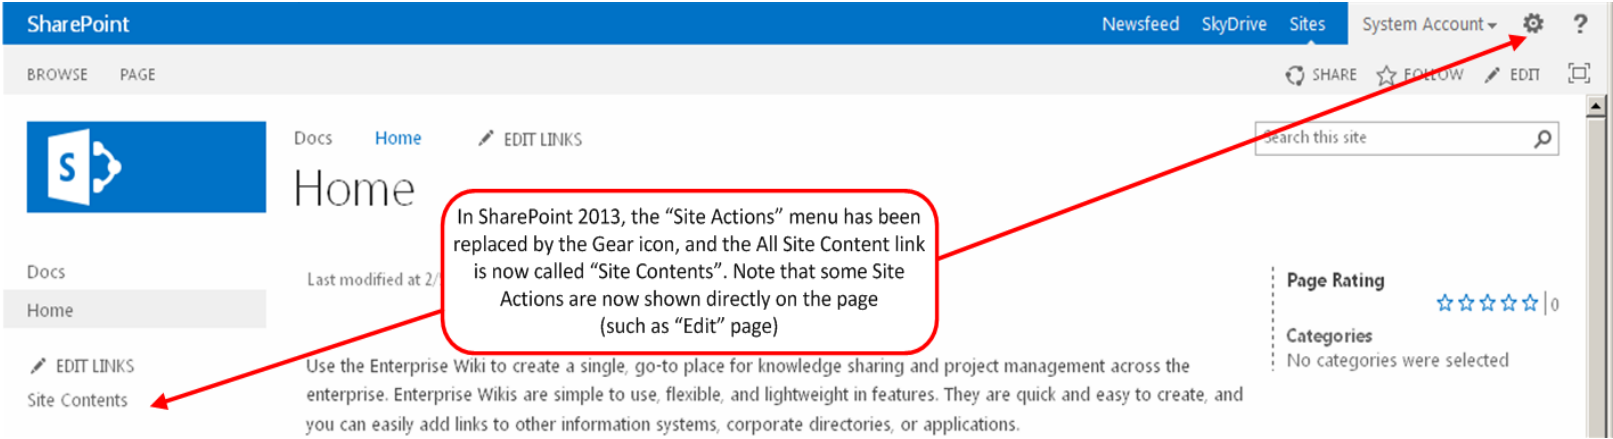 SharePoint
Newsfeed SkyDrive Sites System Account ?
BROWSE PAGE
SHARE FOLLOW EDIT
S
Docs Home EDIT LINKS
Search this site
Home
In SharePoint 2013, the “Site Actions” menu has been
replaced by the Gear icon, and the All Site Content link
is now called “Site Contents”. Note that some Site
Actions are now shown directly on the page
(such as “Edit” page)
Docs
Home
EDIT LINKS
Site Contents
Last modified at 2/
Page Rating
0
Categories
No categories were selected
Use the Enterprise Wiki to create a single, go-to place for knowledge sharing and project management across the
enterprise. Enterprise Wikis are simple to use, flexible, and lightweight in features. They are quick and easy to create, and
you can easily add links to other information systems, corporate directories, or applications.